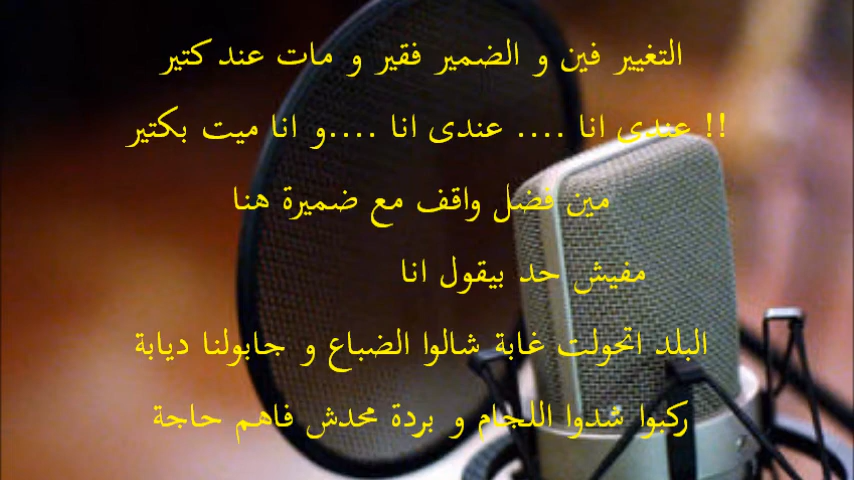 التغيير فين و الضمير فقير و مات عند كتير
!! عندى انا .... عندى انا ....و انا ميت بكتير
مين فضل واقف مع ضميرة هنا
مفيش حد بيقول انا
البلد اتحولت غابة شالوا الضباع و جابولنا ديابة
ركبوا شدوا اللجام و بردة محدش فاهم حاجة